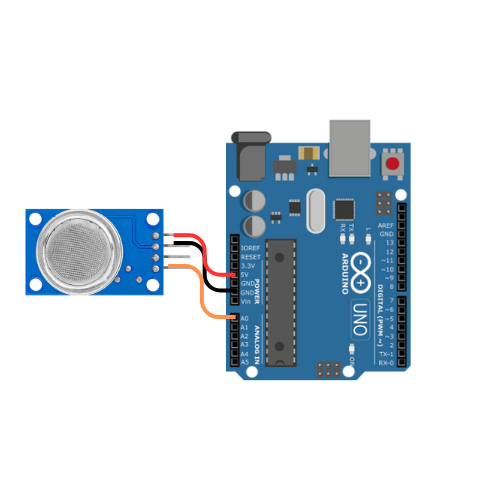 IOREF
RESET
3.3V
5V
GND
GND
Vin
POWER
A0
A1
A2
A3
A4
A5
ANALOG IN
RX
TX
L
ARDUINO
UNO
ON
AREF
GND
13
12
~11
~10
~9
8
7
~6
~5
4
~3
2
TX-1
RX-0
DIGITAL (PWM ~)